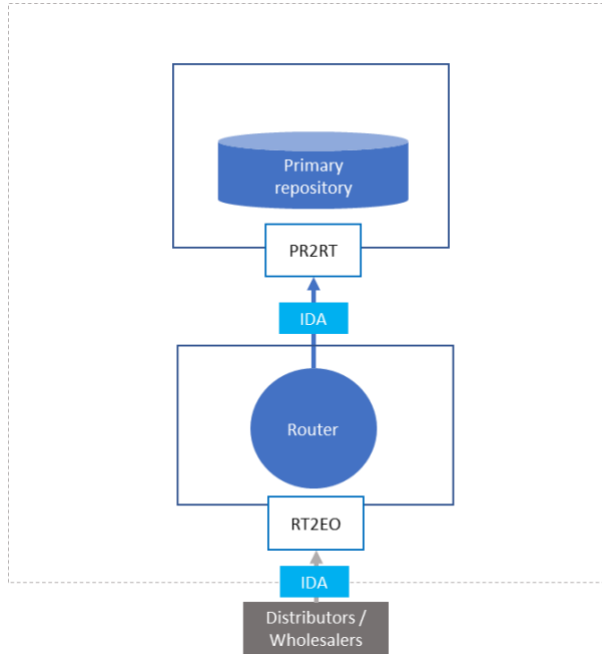 Primary
repository
PR2RT
IDA
Router
RT2EO
IDA
Distributors /
Wholesalers